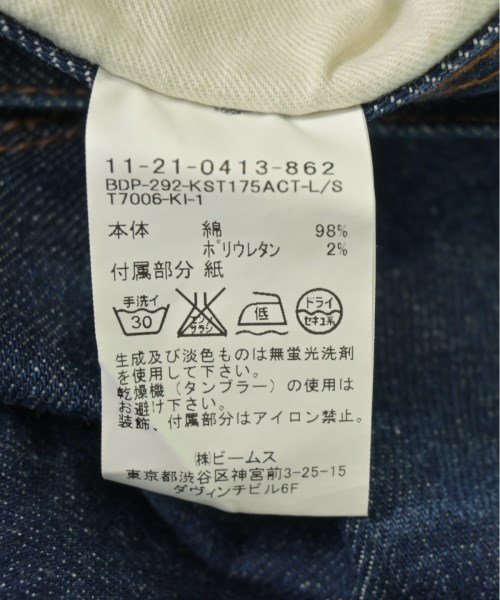 11-21-0413-862
BDP-292-KST175ACT-L/S
T7006-KI-1
本体 綿 98%
ポリウレタン 2%
付属部分 紙
手洗イ 30 エンソサラシ 低 ドライ セキユ系
生成及び淡色ものは無蛍光洗剤
を使用して下さい。
乾燥機（タンブラー）の使用は
お避け下さい。
装飾、付属部分はアイロン禁止。
㈱ビームス
東京都渋谷区神宮前3-25-15
ダヴィンチビル6F